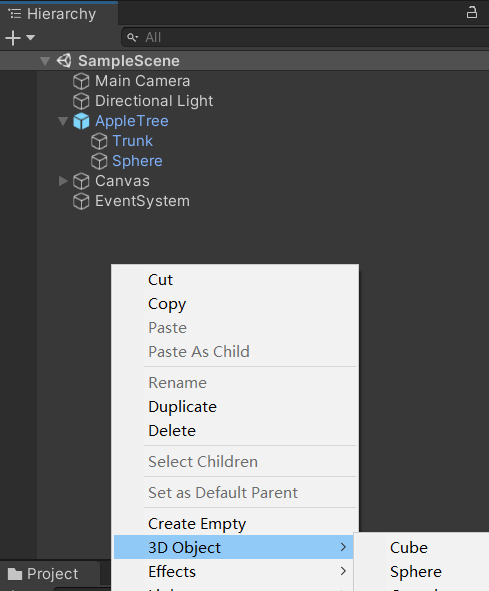 Hierarchy
All
SampleScene
Main Camera
Directional Light
AppleTree
Trunk
Sphere
Canvas
EventSystem
Cut
Copy
Paste
Paste As Child
Rename
Duplicate
Delete
Select Children
Set as Default Parent
Create Empty
3D Object
Cube
Project
Effects
Sphere